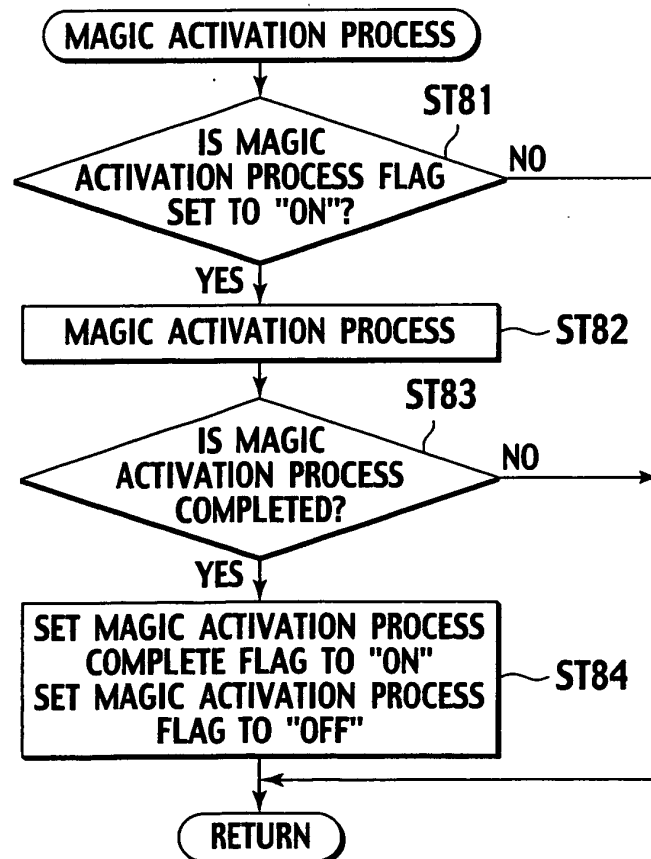 MAGIC ACTIVATION PROCESS
ST81
IS MAGIC
ACTIVATION PROCESS FLAG
SET TO "ON"?
NO
YES
MAGIC ACTIVATION PROCESS
ST82
ST83
IS MAGIC
ACTIVATION PROCESS
COMPLETED?
NO
YES
SET MAGIC ACTIVATION PROCESS
COMPLETE FLAG TO "ON"
SET MAGIC ACTIVATION PROCESS
FLAG TO "OFF"
ST84
RETURN